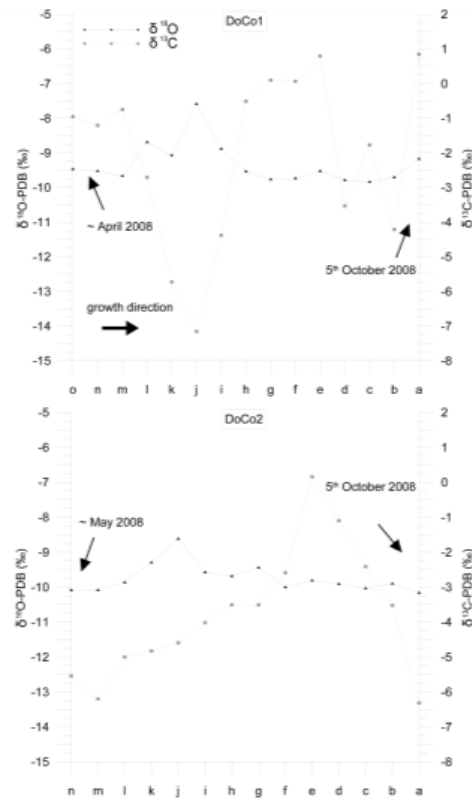 DoCo1
δ¹⁸O
δ¹³C
-5
-6
-7
-8
-9
-10
-11
-12
-13
-14
-15
δ¹⁸O-PDB (‰)
2
1
0
-1
-2
-3
-4
-5
-6
-7
-8
δ¹³C-PDB (‰)
~ April 2008
5th October 2008
growth direction
o n m l k j i h g f e d c b a
DoCo2
-5
-6
-7
-8
-9
-10
-11
-12
-13
-14
-15
δ¹⁸O-PDB (‰)
2
1
0
-1
-2
-3
-4
-5
-6
-7
-8
δ¹³C-PDB (‰)
5th October 2008
~ May 2008
n m l k j i h g f e d c b a